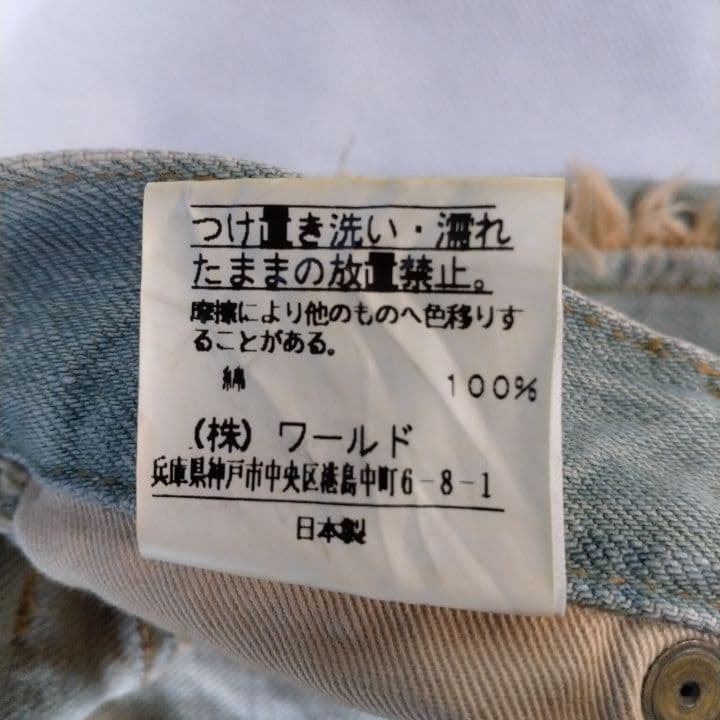 つけ置き洗い・濡れ
たままの放置禁止。
摩擦により他のものへ色移りす
ることがある。
綿 100%
(株) ワールド
兵庫県神戸市中央区港島中町6-8-1
日本製